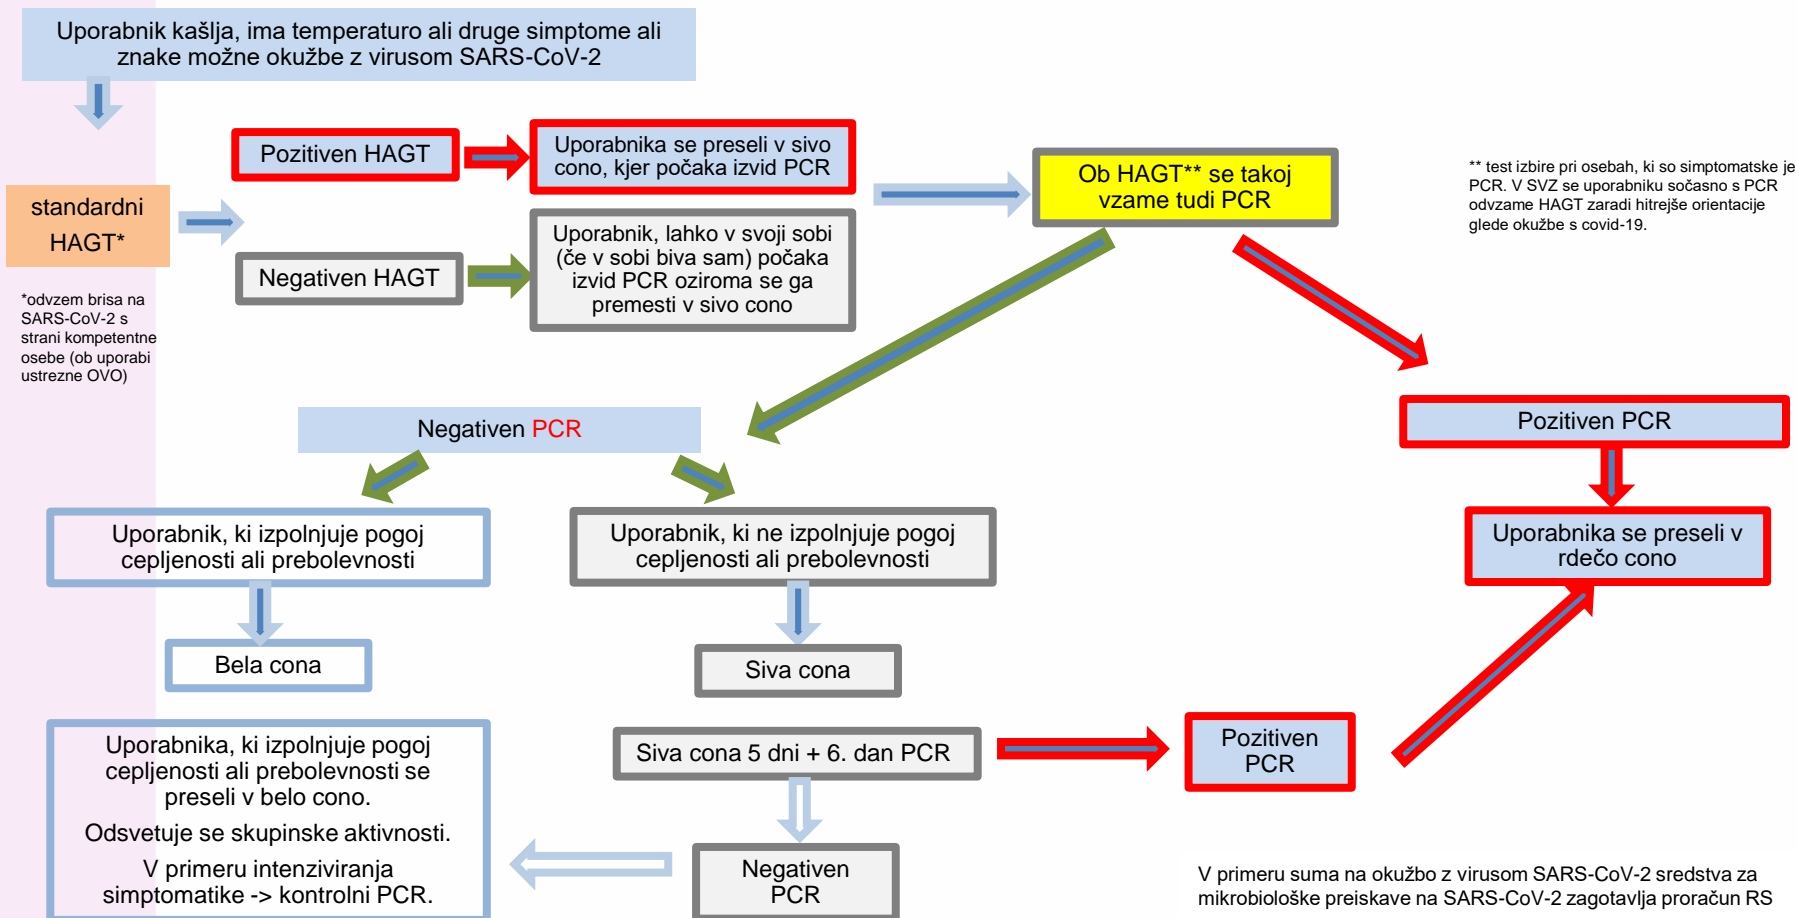 Uporabnik kašlja, ima temperaturo ali druge simptome ali
znake možne okužbe z virusom SARS-CoV-2
Pozitiven HAGT
Uporabnika se preseli v sivo
cono, kjer počaka izvid PCR
Ob HAGT** se takoj
vzame tudi PCR
** test izbire pri osebah, ki so simptomatske je
PCR. V SVZ se uporabniku sočasno s PCR
odvzame HAGT zaradi hitrejše orientacije
glede okužbe s covid-19.
standardni
HAGT*
Negativen HAGT
Uporabnik, lahko v svoji sobi
(če v sobi biva sam) počaka
izvid PCR oziroma se ga
premesti v sivo cono
*odvzem brisa na
SARS-CoV-2 s
strani kompetentne
osebe (ob uporabi
ustrezne OVO)
Negativen PCR
Pozitiven PCR
Uporabnik, ki izpolnjuje pogoj
cepljenosti ali prebolevnosti
Uporabnik, ki ne izpolnjuje pogoj
cepljenosti ali prebolevnosti
Uporabnika se preseli v
rdečo cono
Bela cona
Siva cona
Uporabnika, ki izpolnjuje pogoj
cepljenosti ali prebolevnosti se
preseli v belo cono.
Odsvetuje se skupinske aktivnosti.
V primeru intenziviranja
simptomatike -> kontrolni PCR.
Siva cona 5 dni + 6. dan PCR
Pozitiven
PCR
Negativen
PCR
V primeru suma na okužbo z virusom SARS-CoV-2 sredstva za
mikrobiološke preiskave na SARS-CoV-2 zagotavlja proračun RS